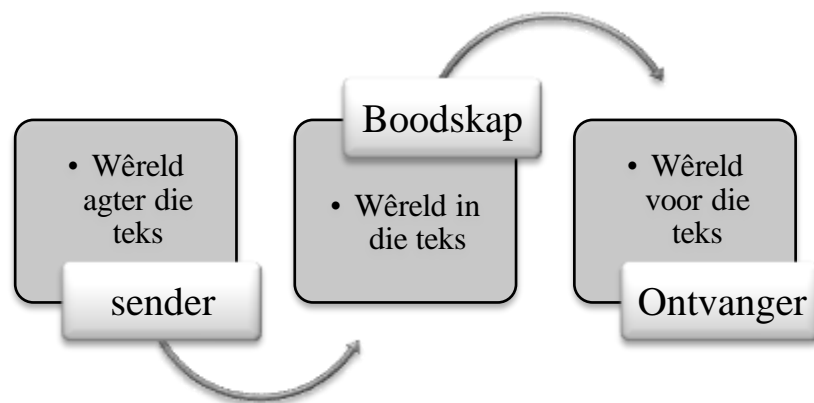 • Wêreld
agter die
teks
sender
Boodskap
• Wêreld in
die teks
• Wêreld
voor die
teks
Ontvanger